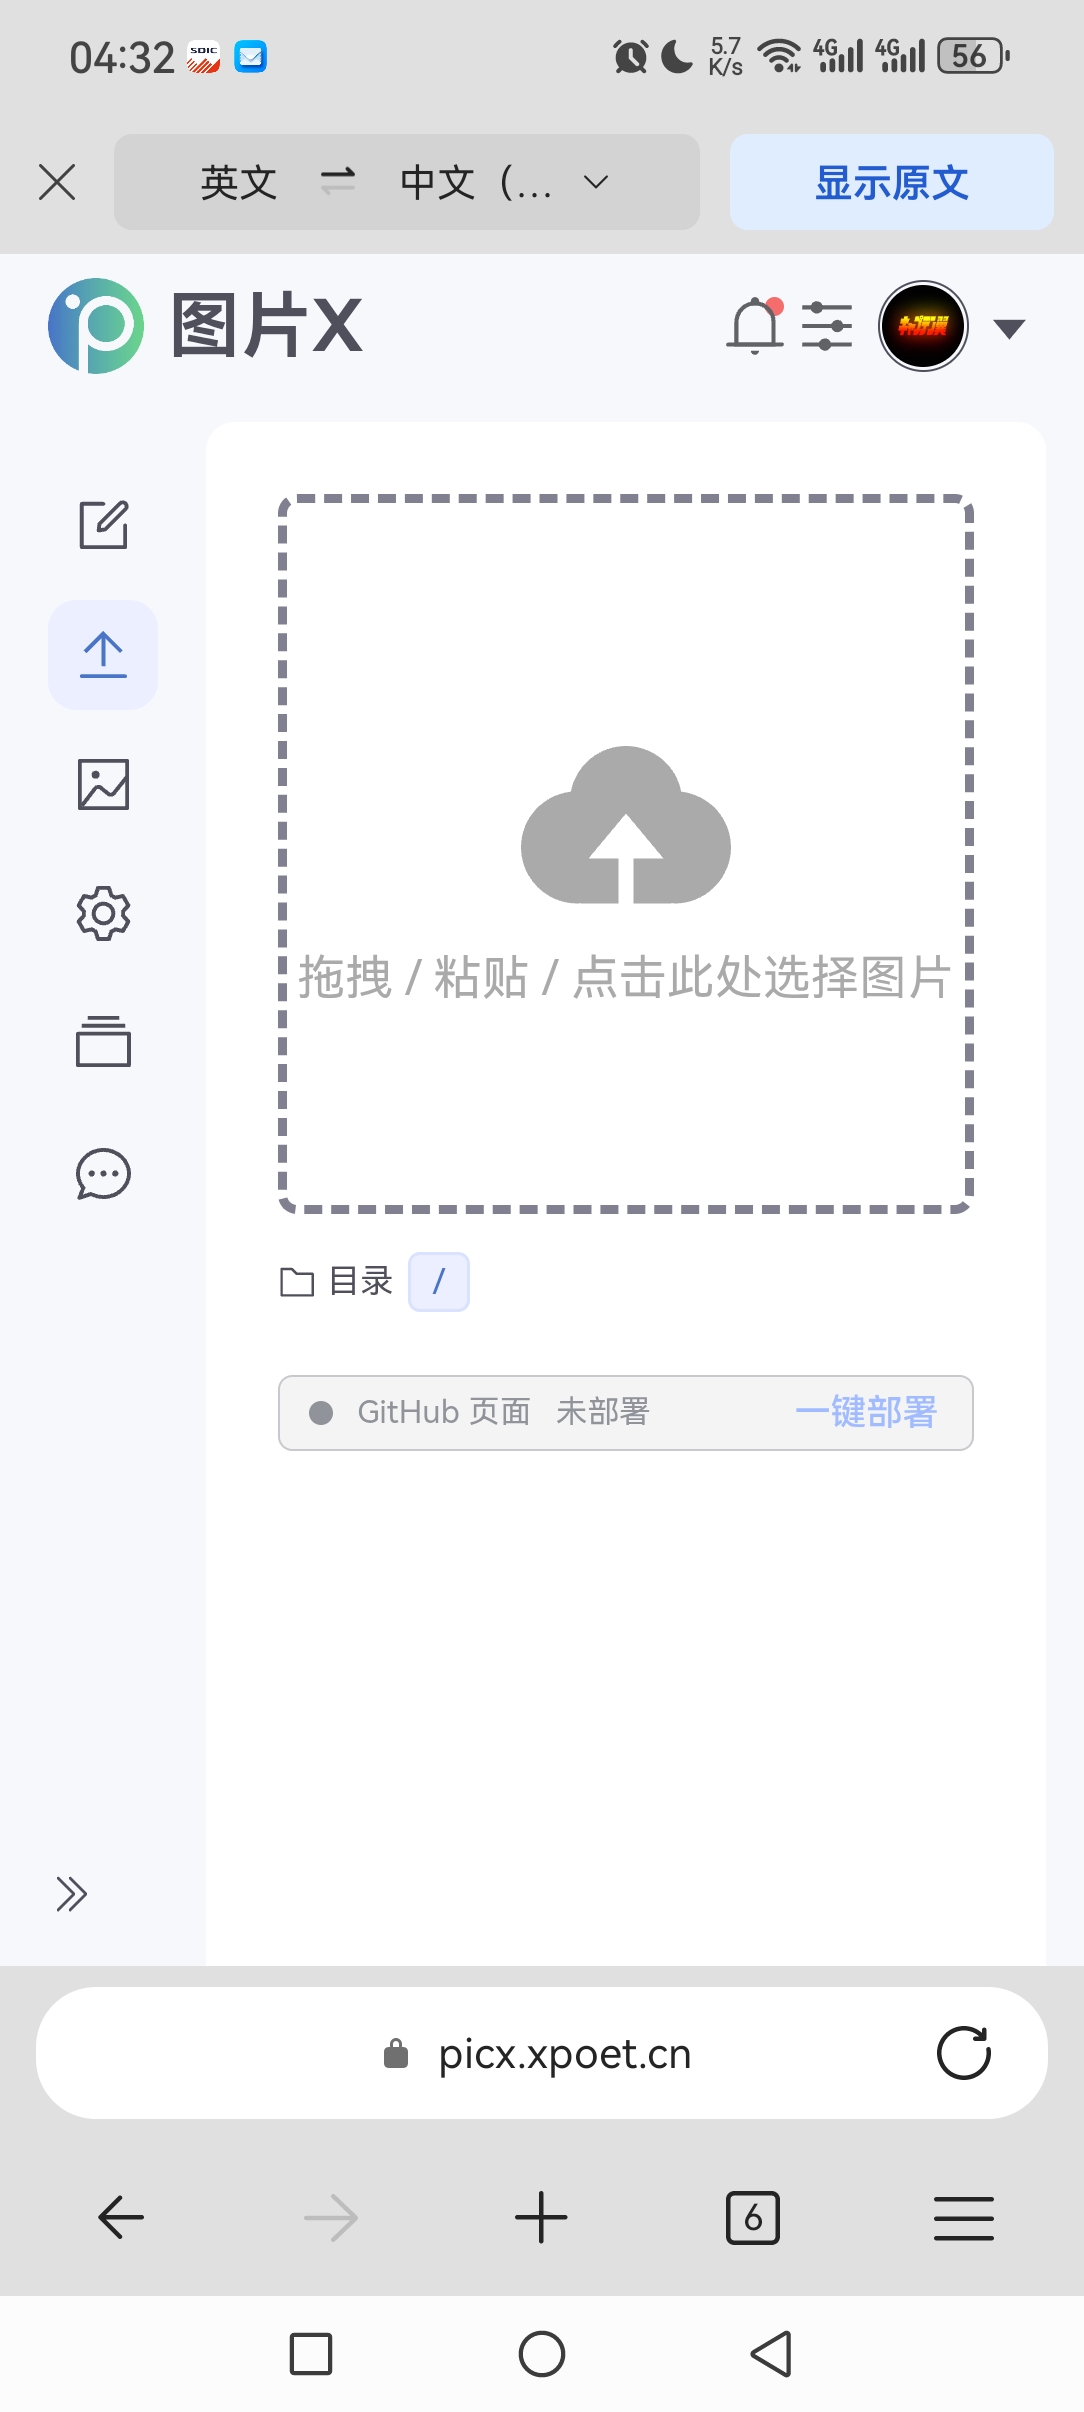 04:32 SDIC 5.7 K/s 4G 4G 56
英文 中文（... 显示原文
图片X
拖拽 / 粘贴 / 点击此处选择图片
目录 /
GitHub 页面 未部署 一键部署
picx.xpoet.cn
6